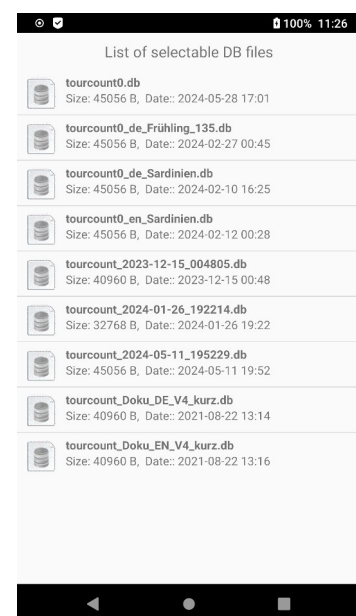 100% 11:26
List of selectable DB files
tourcount0.db
Size: 45056 B, Date:: 2024-05-28 17:01
tourcount0_de_Frühling_135.db
Size: 45056 B, Date:: 2024-02-27 00:45
tourcount0_de_Sardinien.db
Size: 45056 B, Date:: 2024-02-10 16:25
tourcount0_en_Sardinien.db
Size: 45056 B, Date:: 2024-02-12 00:28
tourcount_2023-12-15_004805.db
Size: 40960 B, Date:: 2023-12-15 00:48
tourcount_2024-01-26_192214.db
Size: 32768 B, Date:: 2024-01-26 19:22
tourcount_2024-05-11_195229.db
Size: 45056 B, Date:: 2024-05-11 19:52
tourcount_Doku_DE_V4_kurz.db
Size: 40960 B, Date:: 2021-08-22 13:14
tourcount_Doku_EN_V4_kurz.db
Size: 40960 B, Date:: 2021-08-22 13:16